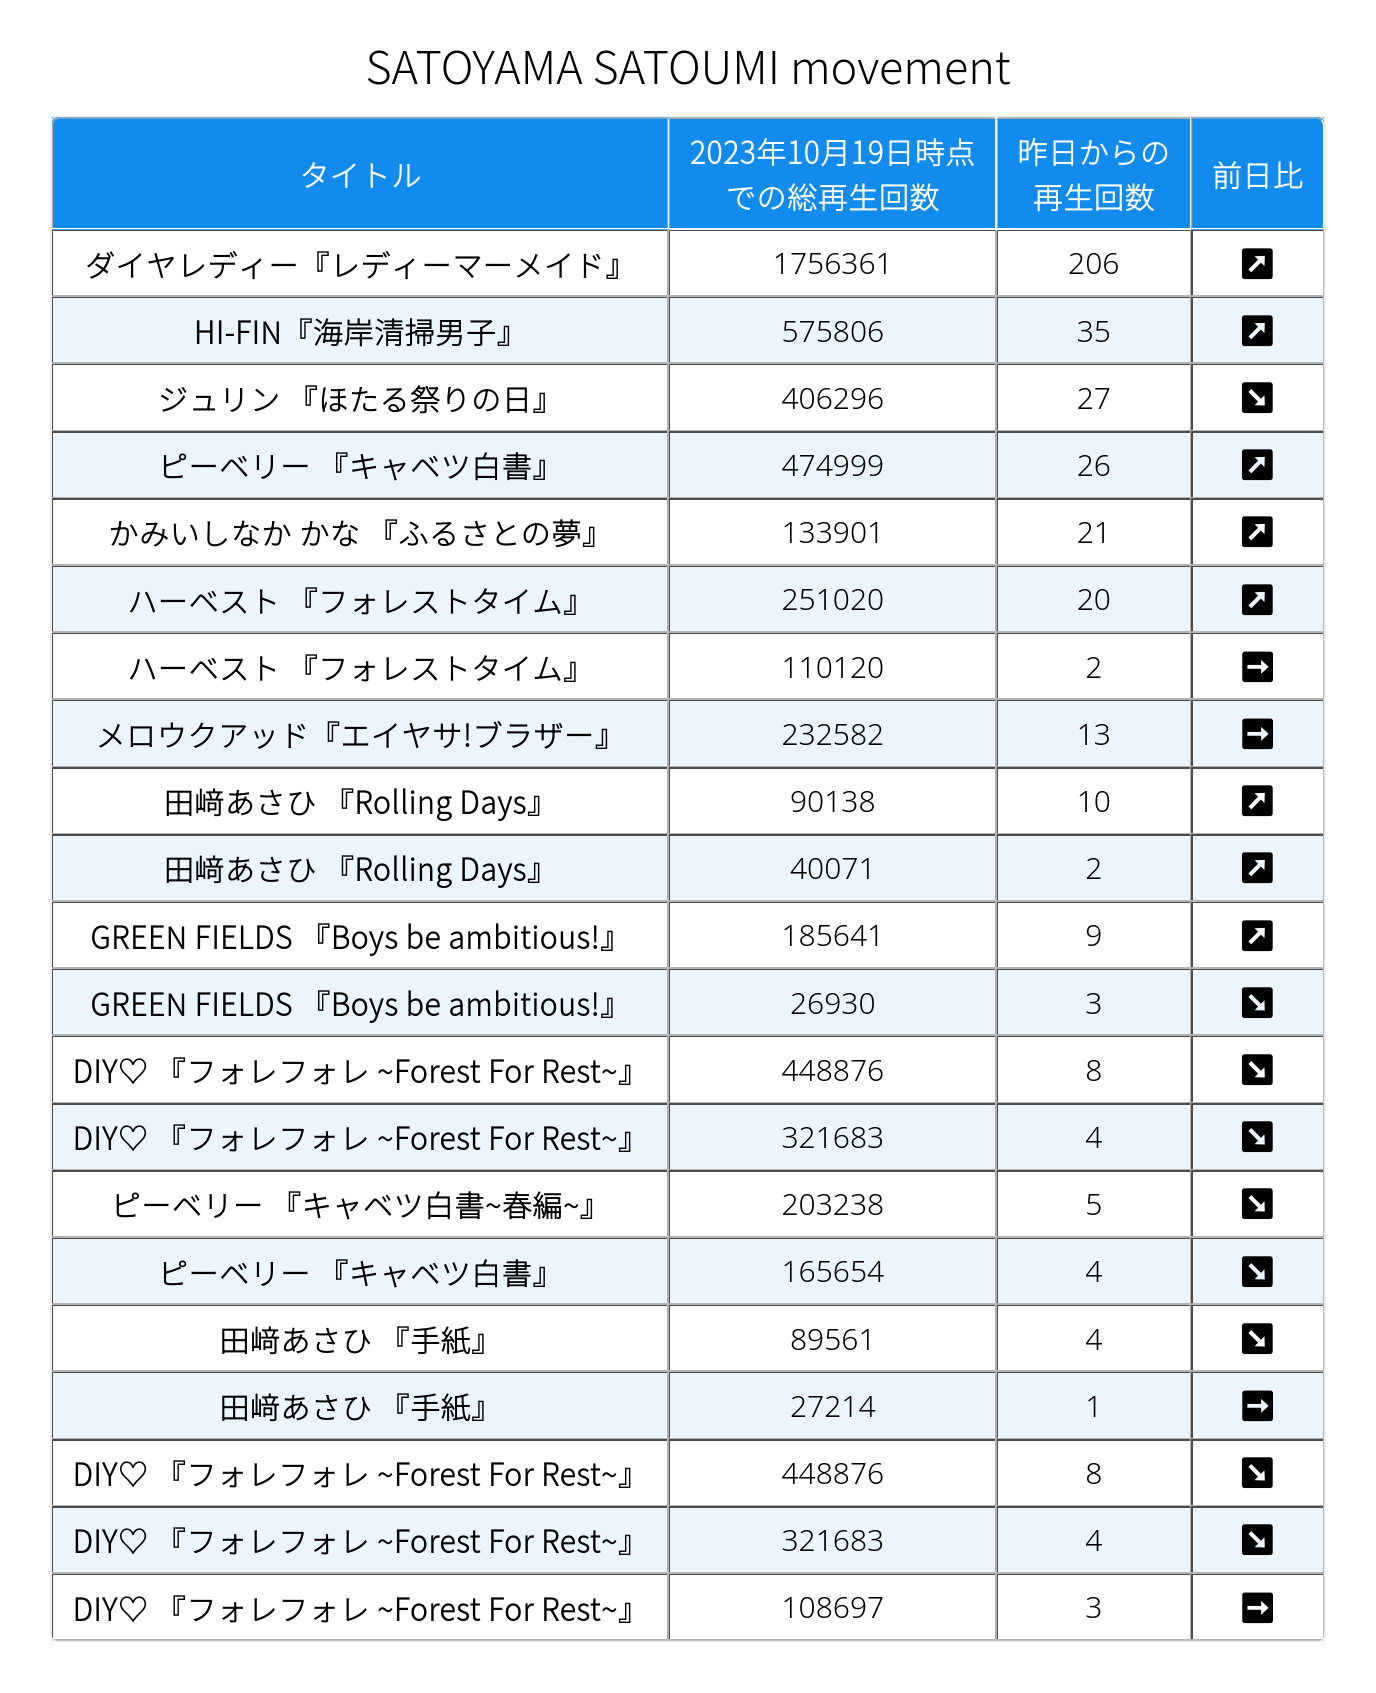 SATOYAMA SATOUMI movement
タイトル 2023年10月19日時点での総再生回数 昨日からの再生回数 前日比
ダイヤレディー『レディーマーメイド』 1756361 206 ↗
HI-FIN『海岸清掃男子』 575806 35 ↗
ジュリン 『ほたる祭りの日』 406296 27 ↘
ピーベリー 『キャベツ白書』 474999 26 ↗
かみいしなか かな 『ふるさとの夢』 133901 21 ↗
ハーベスト 『フォレストタイム』 251020 20 ↗
ハーベスト 『フォレストタイム』 110120 2 →
メロウクアッド『エイヤサ!ブラザー』 232582 13 →
田﨑あさひ 『Rolling Days』 90138 10 ↗
田﨑あさひ 『Rolling Days』 40071 2 ↗
GREEN FIELDS 『Boys be ambitious!』 185641 9 ↗
GREEN FIELDS 『Boys be ambitious!』 26930 3 ↘
DIY♡ 『フォレフォレ ~Forest For Rest~』 448876 8 ↘
DIY♡ 『フォレフォレ ~Forest For Rest~』 321683 4 ↘
ピーベリー 『キャベツ白書~春編~』 203238 5 ↘
ピーベリー 『キャベツ白書』 165654 4 ↘
田﨑あさひ 『手紙』 89561 4 ↘
田﨑あさひ 『手紙』 27214 1 →
DIY♡ 『フォレフォレ ~Forest For Rest~』 448876 8 ↘
DIY♡ 『フォレフォレ ~Forest For Rest~』 321683 4 ↘
DIY♡ 『フォレフォレ ~Forest For Rest~』 108697 3 →